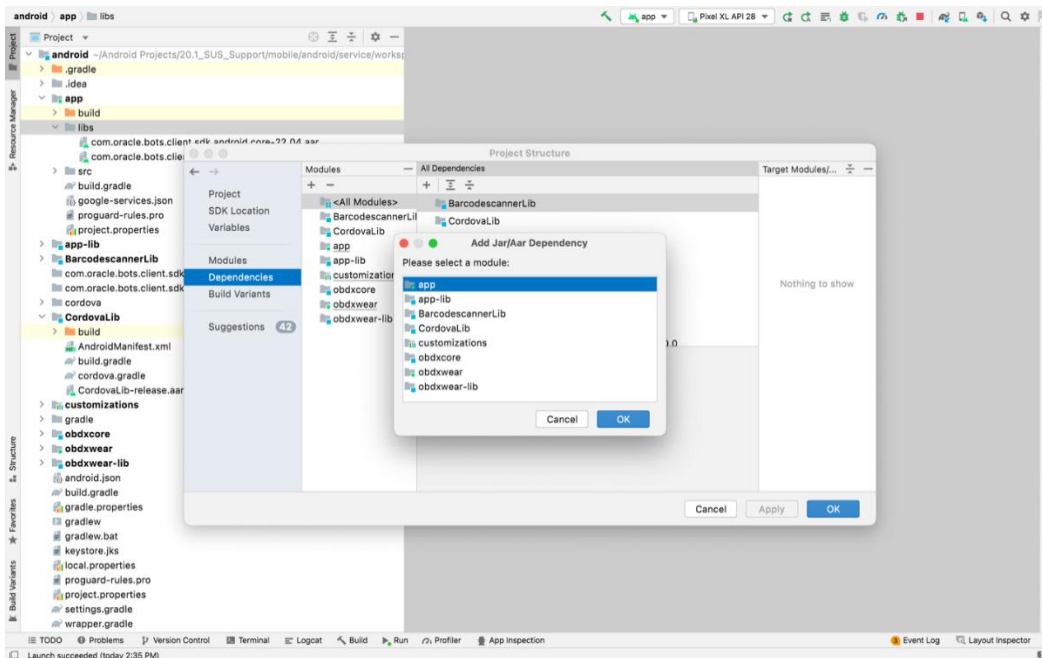 android app libs
app
Pixel XL API 28
Project
android ~/Android Projects/20.1_SUS_Support/mobile/android/service/worksp
.gradle
.idea
app
build
libs
com.oracle.bots.client.sdk.android.core-22.04.aar
com.oracle.bots.clie
src
build.gradle
google-services.json
proguard-rules.pro
project.properties
app-lib
BarcodescannerLib
com.oracle.bots.client.sdk
com.oracle.bots.client.sdk
cordova
CordovaLib
build
AndroidManifest.xml
build.gradle
cordova.gradle
CordovaLib-release.aar
customizations
gradle
obdxcore
obdxwear
obdxwear-lib
android.json
build.gradle
gradle.properties
gradlew
gradlew.bat
keystore.jks
local.properties
proguard-rules.pro
project.properties
settings.gradle
wrapper.gradle
Project
Resource Manager
Structure
Favorites
Build Variants
Project Structure
Project
SDK Location
Variables
Modules
Dependencies
Build Variants
Suggestions 42
Modules
<All Modules>
BarcodescannerLi
CordovaLib
app
app-lib
customization
obdxcore
obdxwear
obdxwear-lib
All Dependencies
BarcodescannerLib
CordovaLib
0.0
Target Modules/...
Nothing to show
Add Jar/Aar Dependency
Please select a module:
app
app-lib
BarcodescannerLib
CordovaLib
customizations
obdxcore
obdxwear
obdxwear-lib
Cancel OK
Cancel Apply OK
TODO Problems Version Control Terminal Logcat Build Run Profiler App Inspection 3 Event Log Layout Inspector
Launch succeeded (today 2:35 PM)